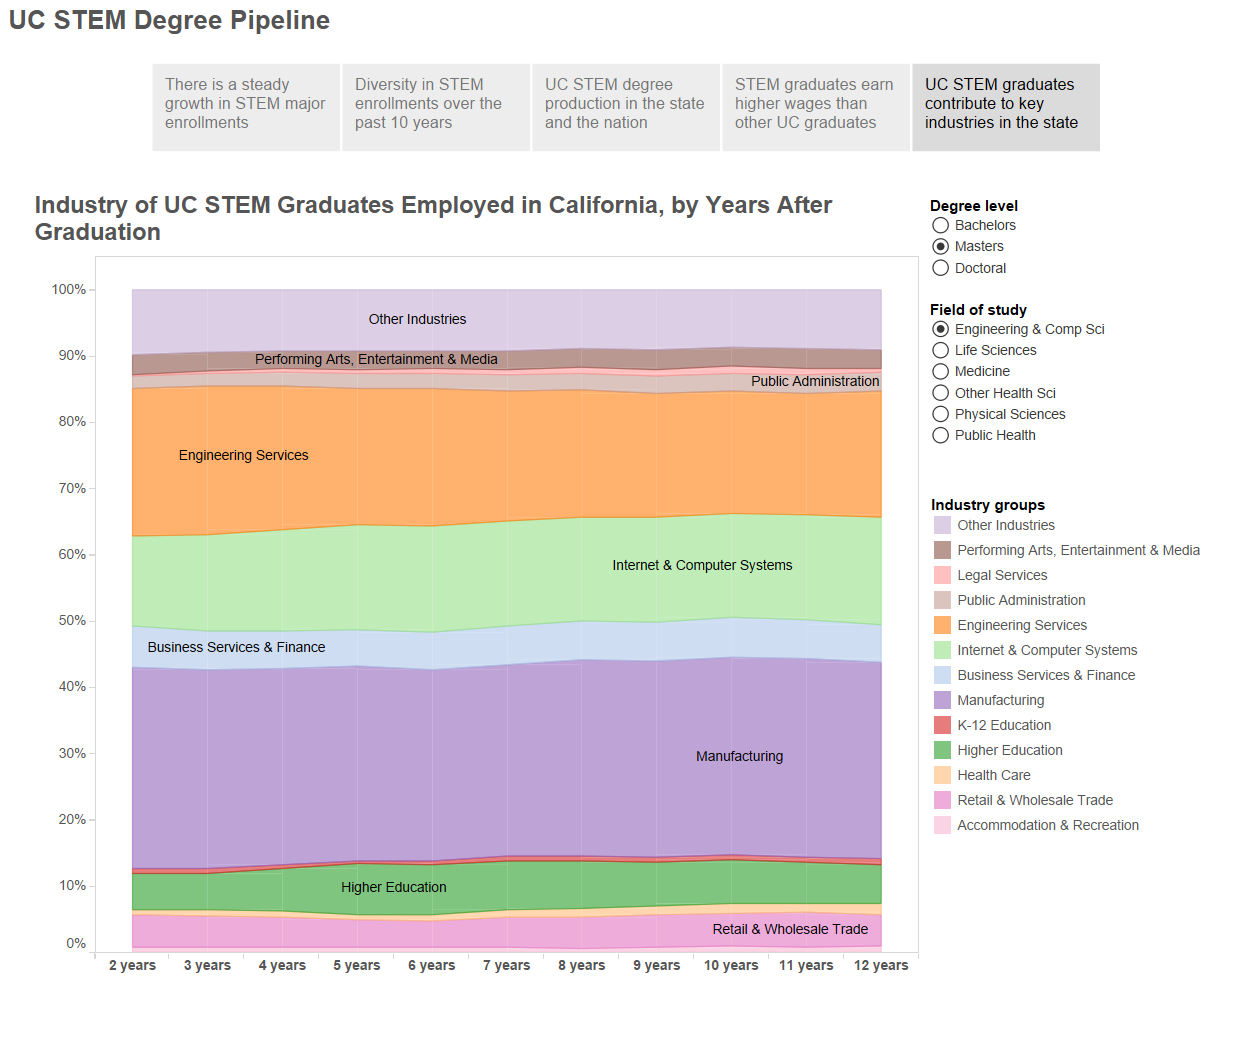 UC STEM Degree Pipeline
There is a steady
growth in STEM major
enrollments
Diversity in STEM
enrollments over the
past 10 years
UC STEM degree
production in the state
and the nation
STEM graduates earn
higher wages than
other UC graduates
UC STEM graduates
contribute to key
industries in the state
Industry of UC STEM Graduates Employed in California, by Years After
Graduation
100%
90%
80%
70%
60%
50%
40%
30%
20%
10%
0%
Other Industries
Performing Arts, Entertainment & Media
Public Administration
Engineering Services
Internet & Computer Systems
Business Services & Finance
Manufacturing
Higher Education
Retail & Wholesale Trade
2 years
3 years
4 years
5 years
6 years
7 years
8 years
9 years
10 years
11 years
12 years
Degree level
Bachelors
Masters
Doctoral
Field of study
Engineering & Comp Sci
Life Sciences
Medicine
Other Health Sci
Physical Sciences
Public Health
Industry groups
Other Industries
Performing Arts, Entertainment & Media
Legal Services
Public Administration
Engineering Services
Internet & Computer Systems
Business Services & Finance
Manufacturing
K-12 Education
Higher Education
Health Care
Retail & Wholesale Trade
Accommodation & Recreation